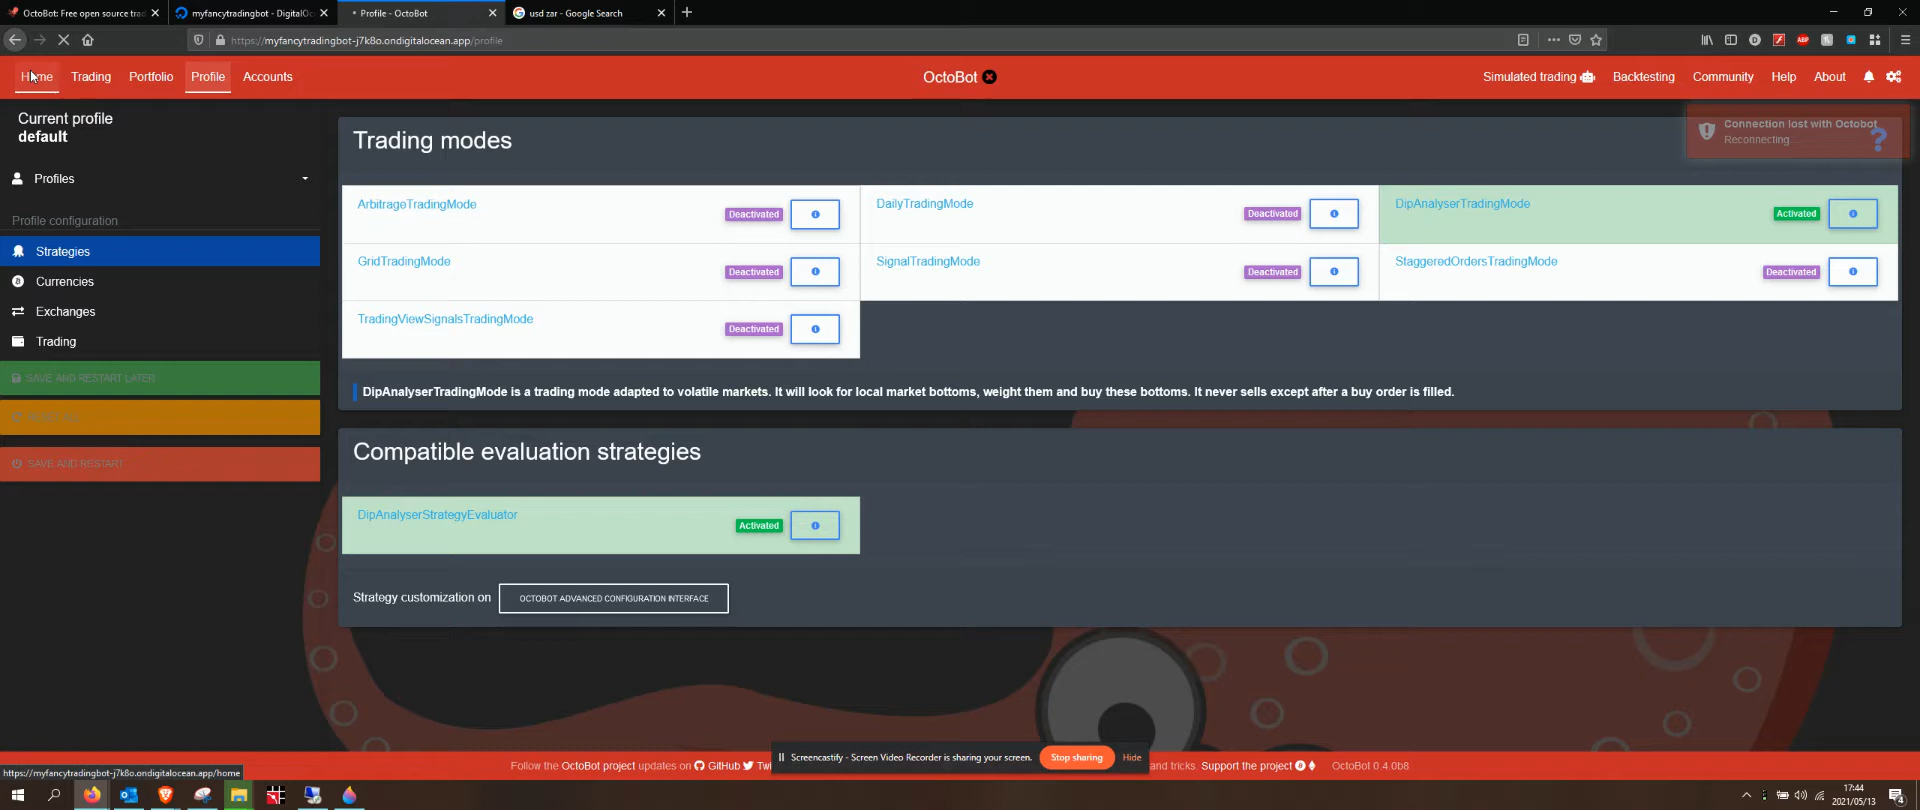 OctoBot: Free open source trad
myfancytradingbot - DigitalOc
Profile - OctoBot
usd zar - Google Search
https://myfancytradingbot-j7k8o.ondigitalocean.app/profile
Home
Trading
Portfolio
Profile
Accounts
OctoBot
Simulated trading
Backtesting
Community
Help
About
Current profile
default
Profiles
Profile configuration
Strategies
Currencies
Exchanges
Trading
SAVE AND RESTART LATER
RESET ALL
SAVE AND RESTART
Connection lost with Octobot
Reconnecting
Trading modes
ArbitrageTradingMode
Deactivated
DailyTradingMode
Deactivated
DipAnalyserTradingMode
Activated
GridTradingMode
Deactivated
SignalTradingMode
Deactivated
StaggeredOrdersTradingMode
Deactivated
TradingViewSignalsTradingMode
Deactivated
DipAnalyserTradingMode is a trading mode adapted to volatile markets. It will look for local market bottoms, weight them and buy these bottoms. It never sells except after a buy order is filled.
Compatible evaluation strategies
DipAnalyserStrategyEvaluator
Activated
Strategy customization on
OCTOBOT ADVANCED CONFIGURATION INTERFACE
Follow the OctoBot project updates on GitHub Twi
Screencastify - Screen Video Recorder is sharing your screen.
Stop sharing
Hide
and tricks. Support the project
OctoBot 0.4.0b8
https://myfancytradingbot-j7k8o.ondigitalocean.app/home
17:44
2021/05/13
4